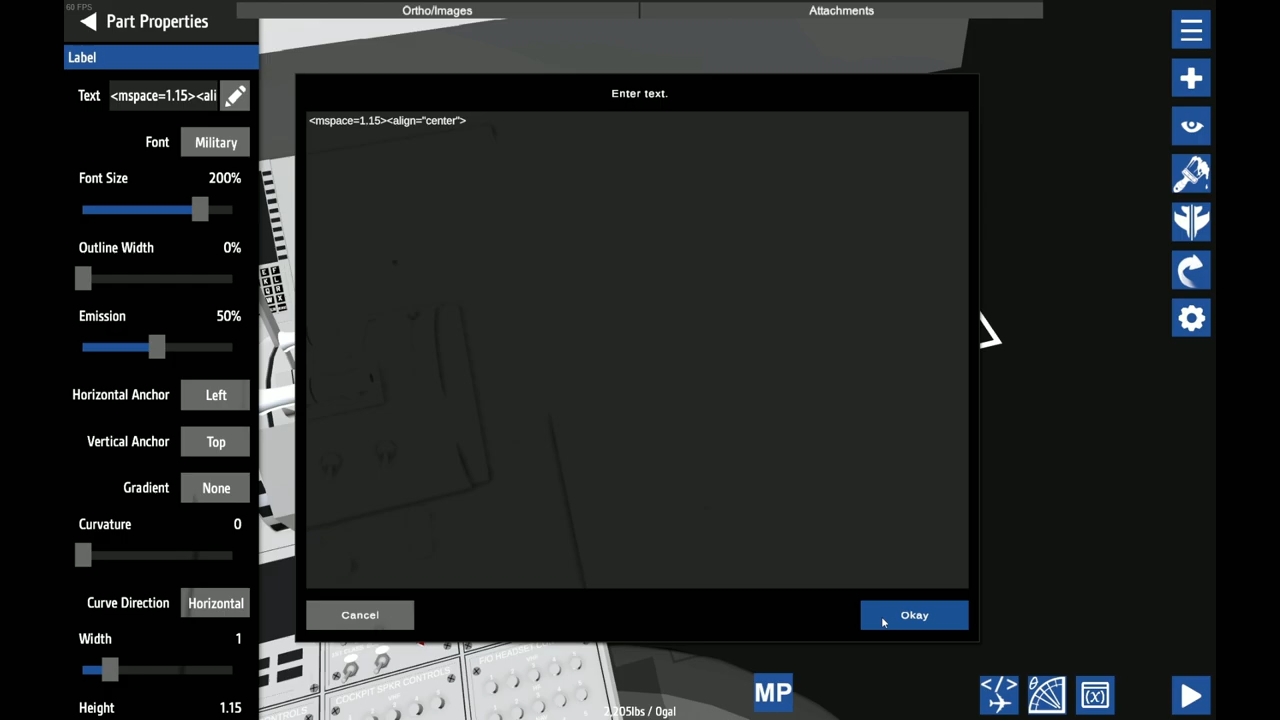 60 FPS
Part Properties
Ortho/Images
Attachments
Label
Text <mspace=1.15><ali
Font Military
Font Size 200%
Outline Width 0%
Emission 50%
Horizontal Anchor Left
Vertical Anchor Top
Gradient None
Curvature 0
Curve Direction Horizontal
Width 1
Height 1.15
Enter text.
<mspace=1.15><align="center">
Cancel
Okay
COCKPIT SPKR CONTROLS
F/O HEADSET
2,205lbs / 0gal
MP